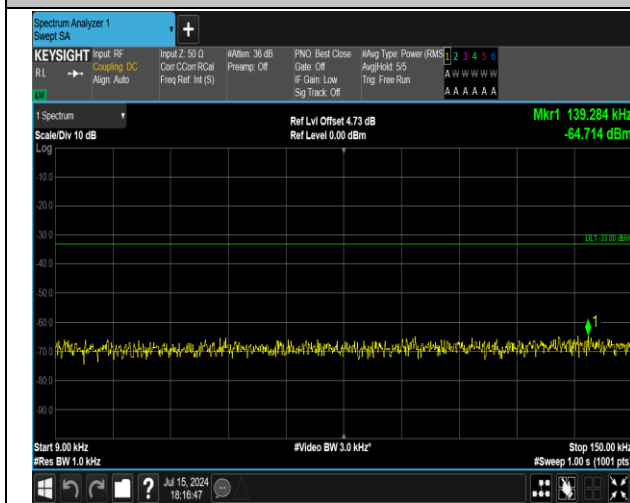 Spectrum Analyzer 1
Swept SA
+
KEYSIGHT Input: RF Input Z: 50 Ω #Atten: 36 dB PNO: Best Close #Avg Type: Power (RMS 1 2 3 4 5 6
RL Coupling: DC Corr CCorr RCal Preamp: Off Gate: Off Avg|Hold: 5/5 A W W W W W
Align: Auto Freq Ref: Int (S) IF Gain: Low Trig: Free Run
Sig Track: Off A A A A A A
1 Spectrum Ref Lvl Offset 4.73 dB Mkr1 139.284 kHz
Scale/Div 10 dB Ref Level 0.00 dBm -64.714 dBm
Log
-10.0
-20.0
-30.0
DL1 -33.00 dBm
-40.0
-50.0
-60.0
1
-70.0
-80.0
-90.0
Start 9.00 kHz #Video BW 3.0 kHz* Stop 150.00 kHz
#Res BW 1.0 kHz #Sweep 1.00 s (1001 pts
? Jul 15, 2024
18:16:47